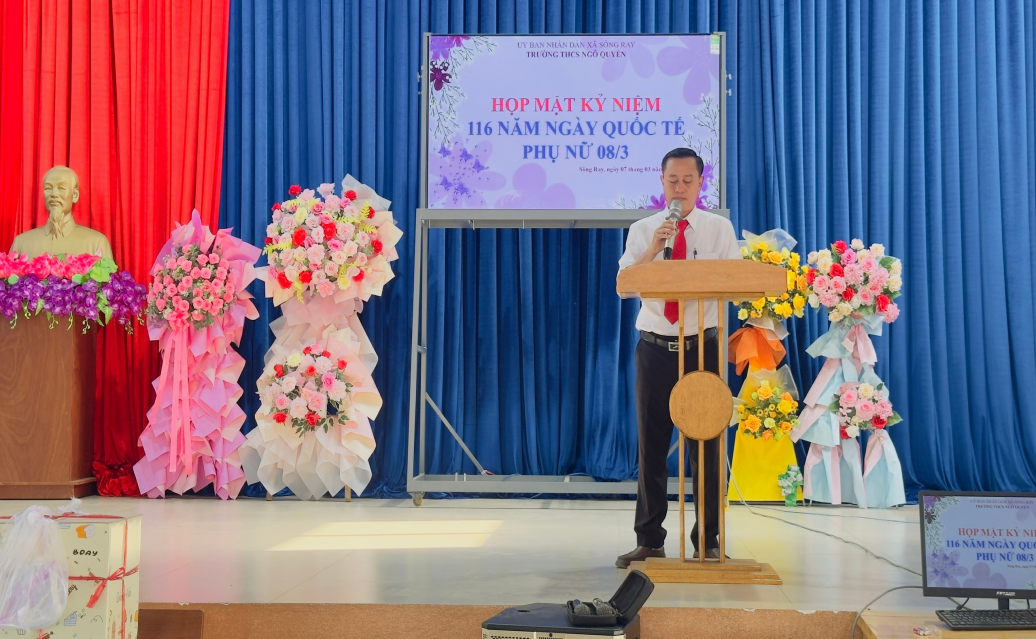 UỶ BAN NHÂN DÂN XÃ SÔNG RAY
TRƯỜNG THCS NGÔ QUYỀN
HỌP MẶT KỶ NIỆM
116 NĂM NGÀY QUỐC TẾ
PHỤ NỮ 08/3
Sông Ray, ngày 07 tháng 03
BDAY
HỌP MẶT KỶ NIỆ
116 NĂM NGÀY QUỐC
PHỤ NỮ 08/3